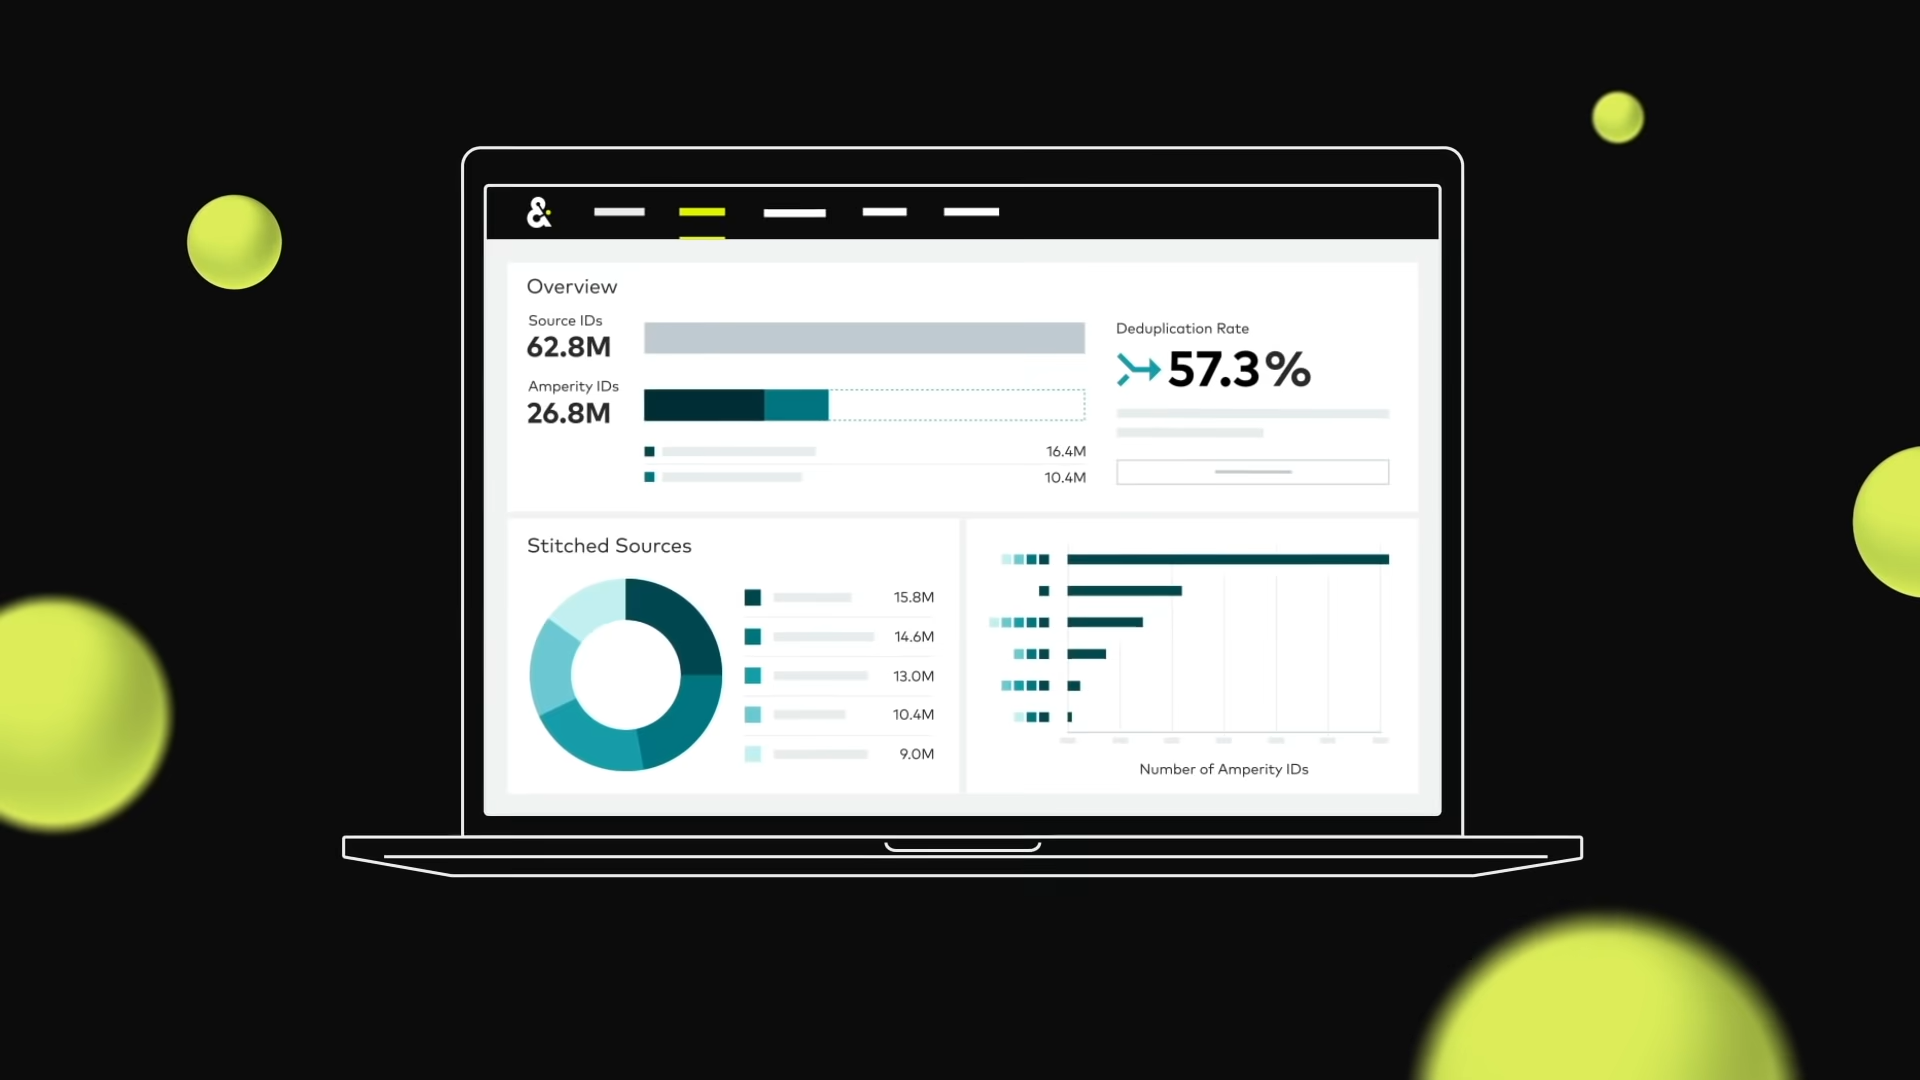 &
Overview
Source IDs
62.8M
Amperity IDs
26.8M
16.4M
10.4M
Deduplication Rate
57.3%
Stitched Sources
15.8M
14.6M
13.0M
10.4M
9.0M
Number of Amperity IDs